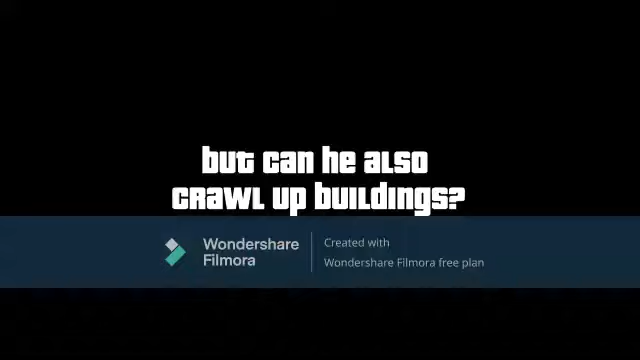 but can he also
crawl up buildings?
Wondershare
Filmora
Created with
Wondershare Filmora free plan